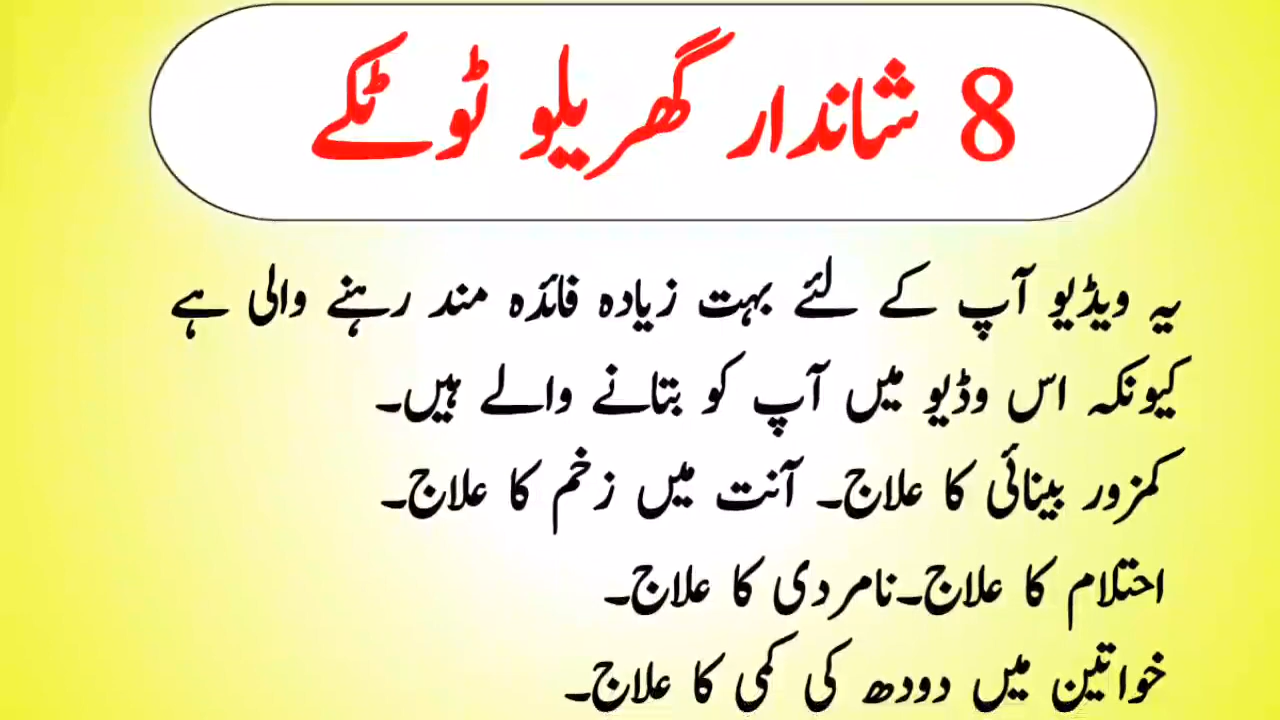 8 شاندار گھریلو ٹوٹکے
یہ ویڈیو آپ کے لئے بہت زیادہ فائدہ مند رہنے والی ہے
کیونکہ اس وڈیو میں آپ کو بتانے والے ہیں۔
کمزور بینائی کا علاج۔ آنت میں زخم کا علاج۔
احتلام کا علاج۔نامردی کا علاج۔
خواتین میں دودھ کی کمی کا علاج۔